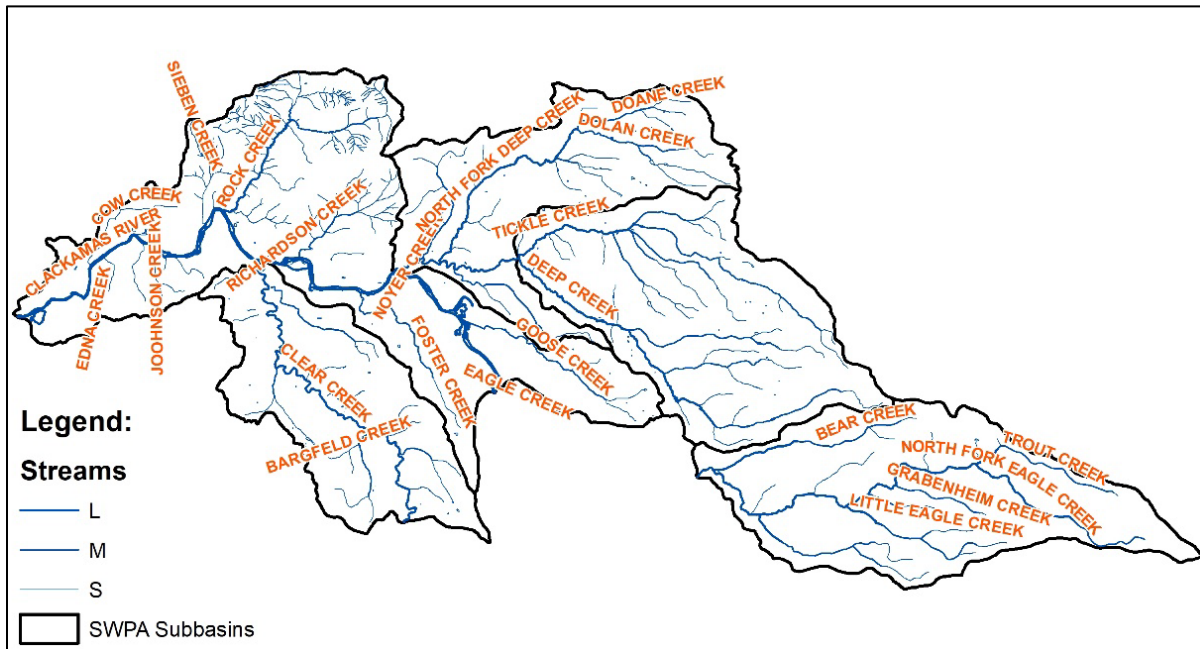 SIEBEN CREEK
ROCK CREEK
COW CREEK
CLACKAMAS RIVER
EDNA CREEK
JOOHNSON CREEK
RICHARDSON CREEK
NOYER CREEK
NORTH FORK DEEP CREEK
DOANE CREEK
DOLAN CREEK
TICKLE CREEK
DEEP CREEK
GOOSE CREEK
FOSTER CREEK
EAGLE CREEK
CLEAR CREEK
BARGFELD CREEK
BEAR CREEK
TROUT CREEK
NORTH FORK EAGLE CREEK
GRABENHEIM CREEK
LITTLE EAGLE CREEK
Legend:
Streams
L
M
S
SWPA Subbasins